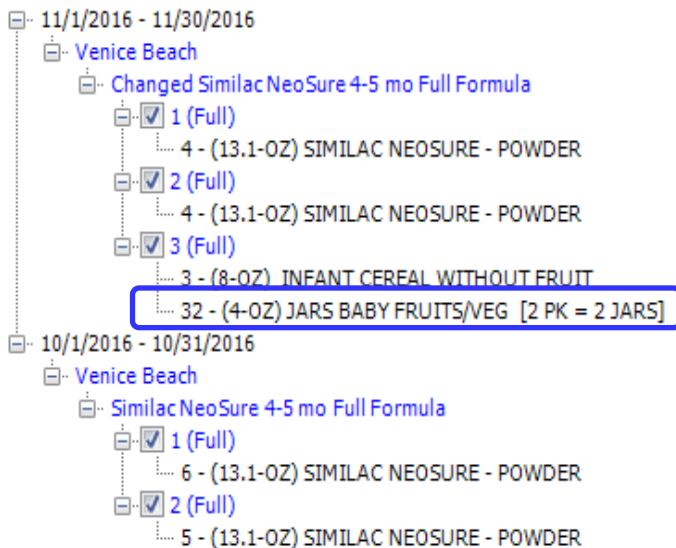 11/1/2016 - 11/30/2016
Venice Beach
Changed Similac NeoSure 4-5 mo Full Formula
1 (Full)
4 - (13.1-OZ) SIMILAC NEOSURE - POWDER
2 (Full)
4 - (13.1-OZ) SIMILAC NEOSURE - POWDER
3 (Full)
3 - (8-OZ) INFANT CEREAL WITHOUT FRUIT
32 - (4-OZ) JARS BABY FRUITS/VEG [2 PK = 2 JARS]
10/1/2016 - 10/31/2016
Venice Beach
Similac NeoSure 4-5 mo Full Formula
1 (Full)
6 - (13.1-OZ) SIMILAC NEOSURE - POWDER
2 (Full)
5 - (13.1-OZ) SIMILAC NEOSURE - POWDER